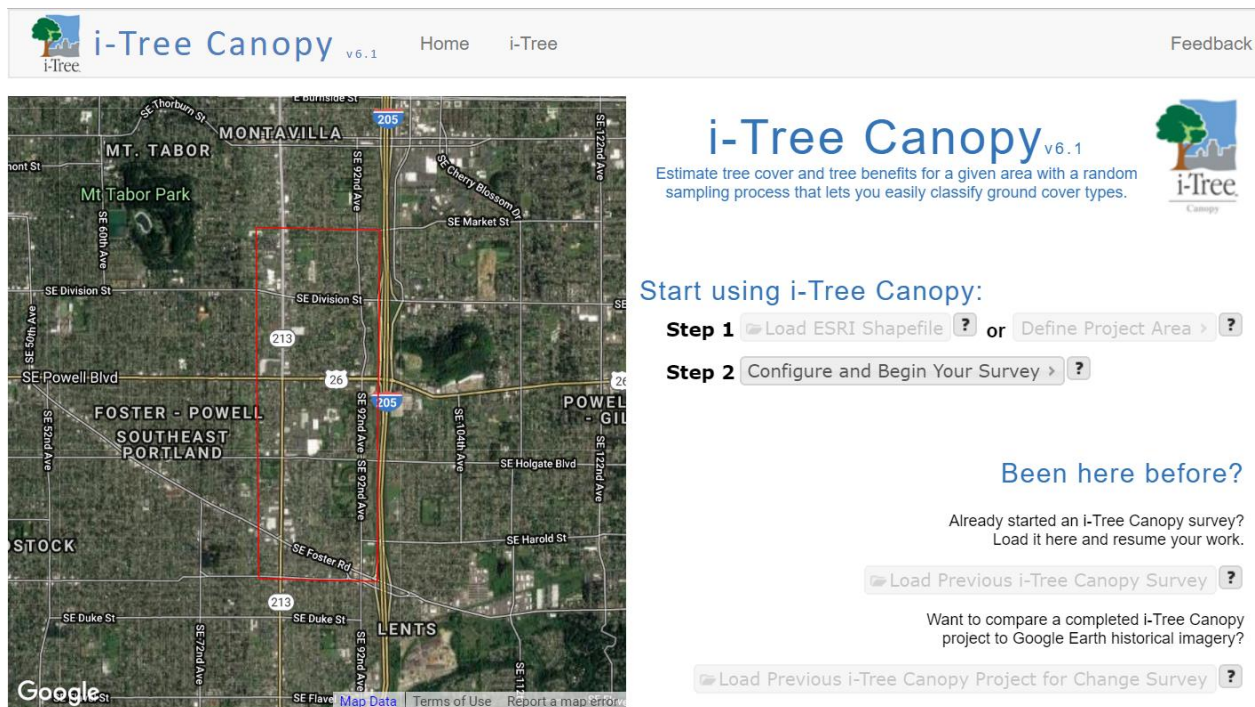 i-Tree Canopy v6.1 Home i-Tree Feedback
i-Tree
E Burnside St
SE Thorburn St
205
MONTAVILLA
MT. TABOR
SE 122nd Ave
SE 92nd Ave
SE Cherry Blossom Dr
Mt Tabor Park
SE 60th Ave
SE Market St
SE Division St
SE Division St
SE 50th Ave
213
SE Powell Blvd
26
26
205
FOSTER - POWELL
SOUTHEAST
PORTLAND
SE 52nd Ave
SE 92nd Ave
SE 92nd Ave
SE 104th Ave
SE 122nd Ave
SE Holgate Blvd
SE Foster Rd
SE Harold St
213
SE Duke St
SE Duke St
LENTS
SE 72nd Ave
SE 92nd Ave
Google
Map Data Terms of Use Report a map error
i-Tree Canopy v6.1
Estimate tree cover and tree benefits for a given area with a random
sampling process that lets you easily classify ground cover types.
i-Tree
Canopy
Start using i-Tree Canopy:
Step 1 Load ESRI Shapefile ? or Define Project Area › ?
Step 2 Configure and Begin Your Survey › ?
Been here before?
Already started an i-Tree Canopy survey?
Load it here and resume your work.
Load Previous i-Tree Canopy Survey ?
Want to compare a completed i-Tree Canopy
project to Google Earth historical imagery?
Load Previous i-Tree Canopy Project for Change Survey ?